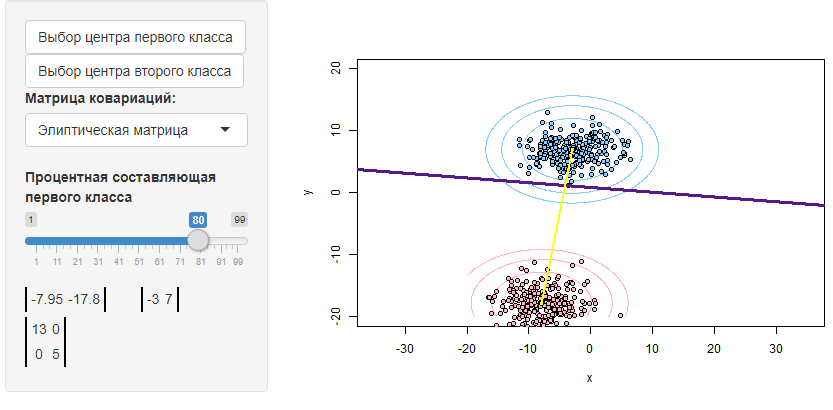 Выбор центра первого класса
Выбор центра второго класса
Матрица ковариаций:
Элиптическая матрица
Процентная составляющая
первого класса
1 80 99
1 11 21 31 41 51 61 71 81 91 99
-7.95 -17.8 -3 7
13 0
0 5
20
10
0
-10
-20
y
-30 -20 -10 0 10 20 30
x